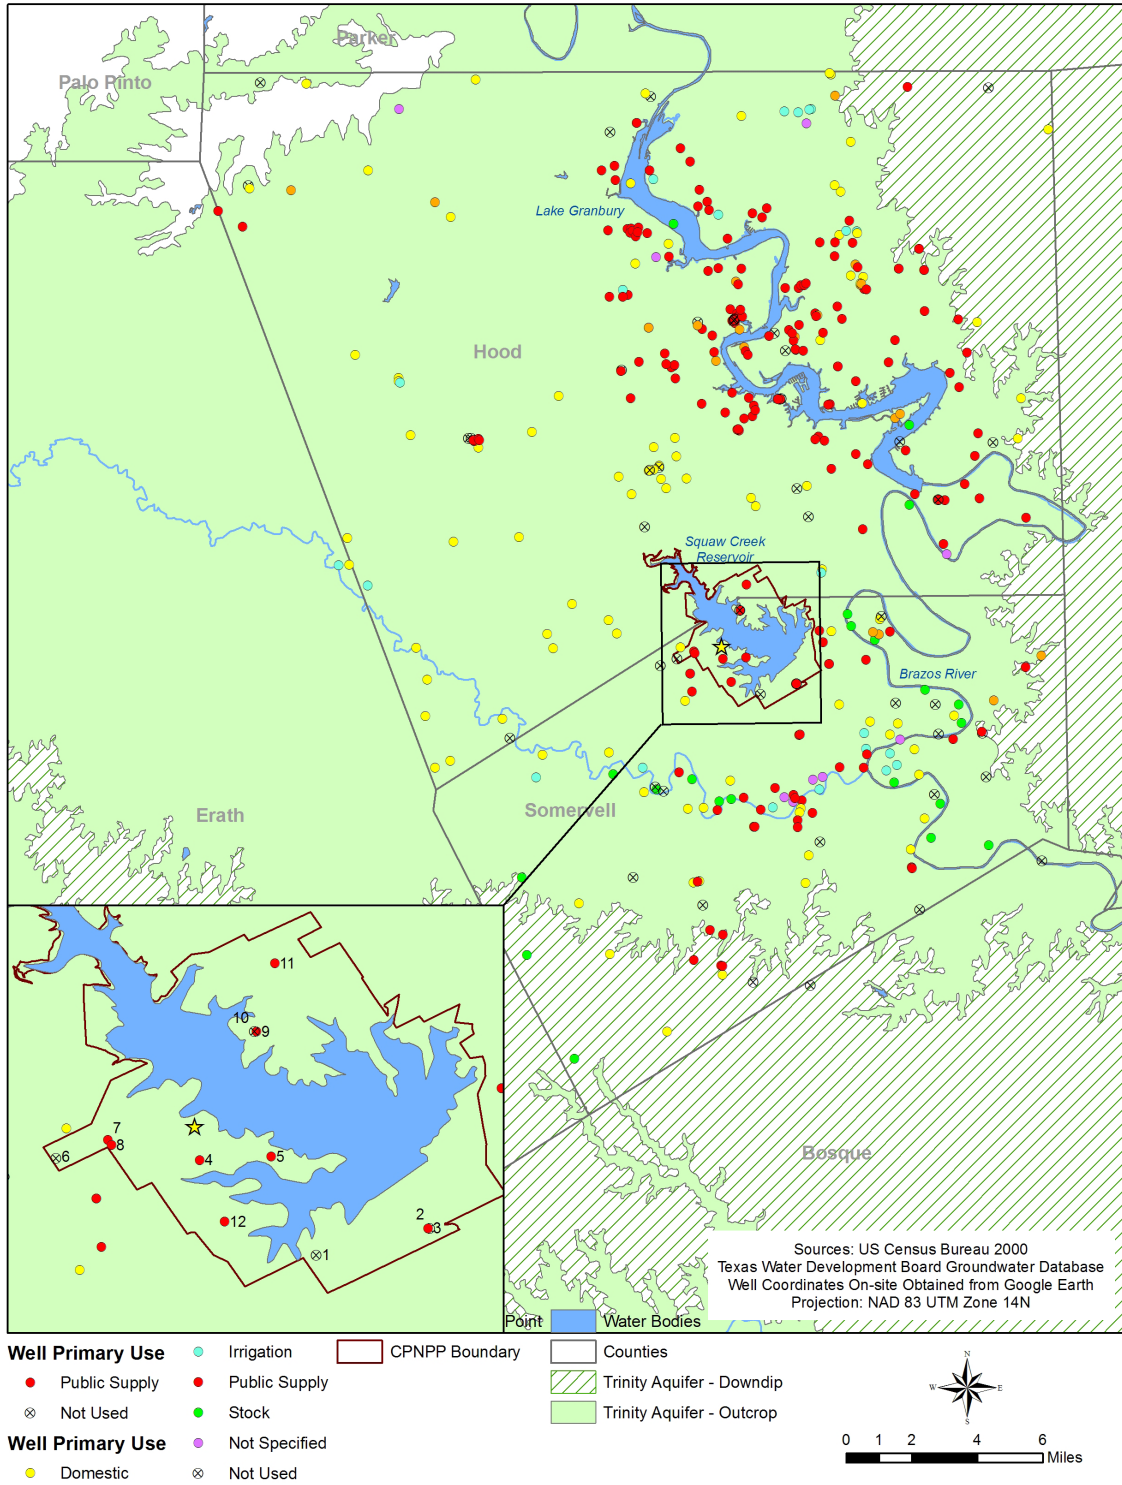 Parker
Palo Pinto
Lake Granbury
Hood
Squaw Creek
Reservoir
Brazos River
Erath
Somervell
Bosque
11
10
9
7
8
6
4
5
12
2
3
1
Sources: US Census Bureau 2000
Texas Water Development Board Groundwater Database
Well Coordinates On-site Obtained from Google Earth
Projection: NAD 83 UTM Zone 14N
Point
Water Bodies
Well Primary Use
Public Supply
Not Used
Well Primary Use
Domestic
Irrigation
Public Supply
Stock
Not Specified
Not Used
CPNPP Boundary
Counties
Trinity Aquifer - Downdip
Trinity Aquifer - Outcrop
N
W
E
S
0 1 2 4 6
Miles